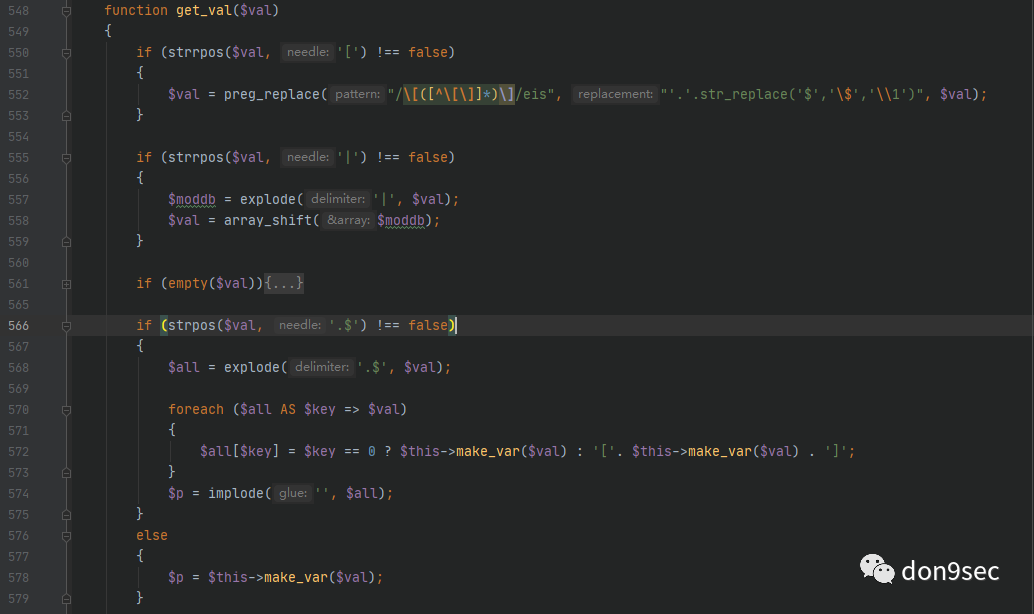 548 function get_val($val)
549 {
550 if (strrpos($val, needle: '[') !== false)
551 {
552 $val = preg_replace( pattern: "/\[([^\[\]]*)\]/eis", replacement: "'.'.str_replace('$','\$','\\1')", $val);
553 }
554
555 if (strrpos($val, needle: '|') !== false)
556 {
557 $moddb = explode( delimiter: '|', $val);
558 $val = array_shift( &array: $moddb);
559 }
560
561 if (empty($val)){...}
565
566 if (strpos($val, needle: '.$') !== false)
567 {
568 $all = explode( delimiter: '.$', $val);
569
570 foreach ($all AS $key => $val)
571 {
572 $all[$key] = $key == 0 ? $this->make_var($val) : '['. $this->make_var($val) . ']';
573 }
574 $p = implode( glue: '', $all);
575 }
576 else
577 {
578 $p = $this->make_var($val);
579 }
don9sec